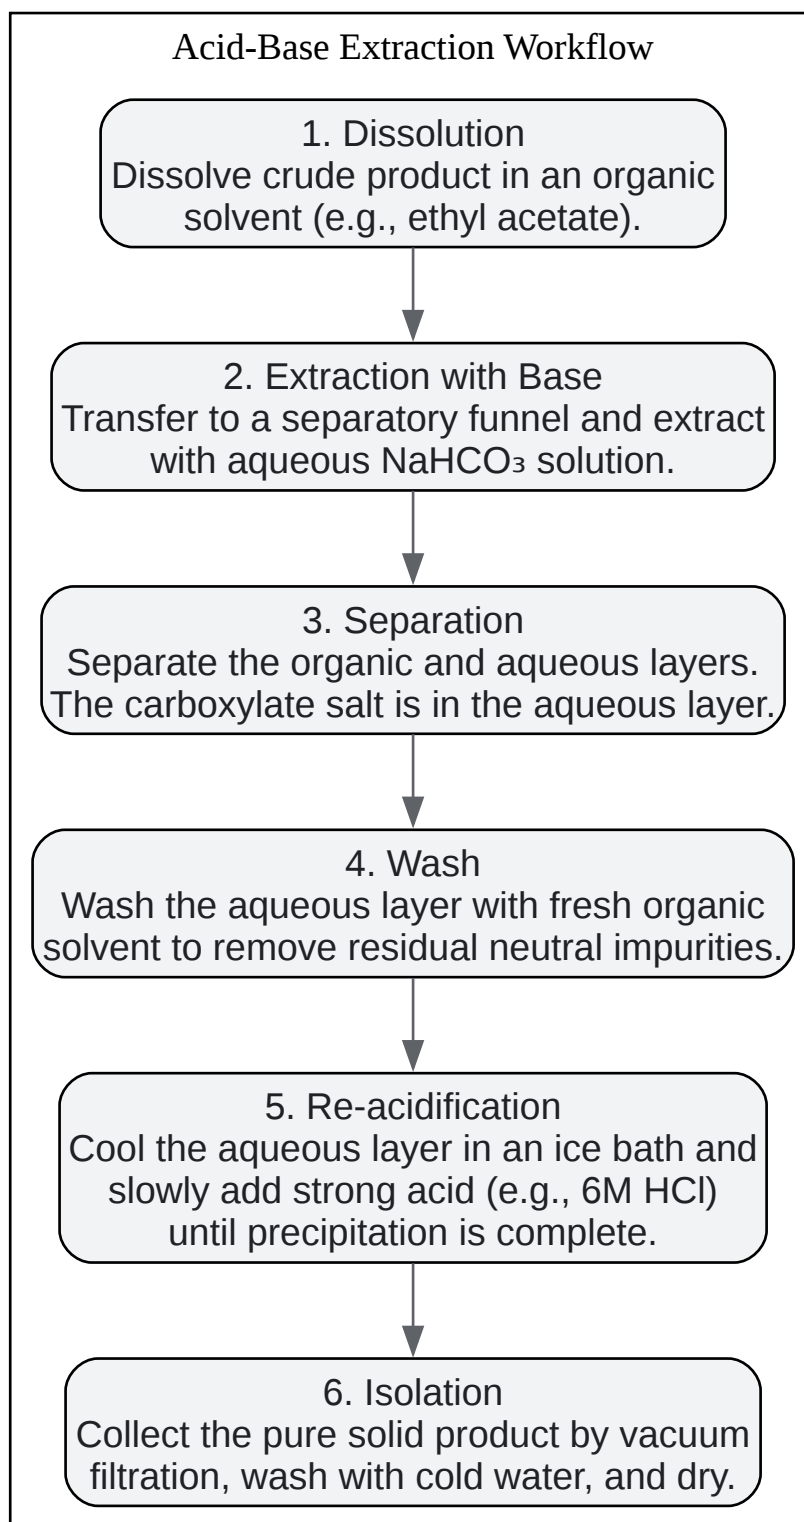 Acid-Base Extraction Workflow
1. Dissolution
Dissolve crude product in an organic
solvent (e.g., ethyl acetate).
2. Extraction with Base
Transfer to a separatory funnel and extract
with aqueous NaHCO₃ solution.
3. Separation
Separate the organic and aqueous layers.
The carboxylate salt is in the aqueous layer.
4. Wash
Wash the aqueous layer with fresh organic
solvent to remove residual neutral impurities.
5. Re-acidification
Cool the aqueous layer in an ice bath and
slowly add strong acid (e.g., 6M HCl)
until precipitation is complete.
6. Isolation
Collect the pure solid product by vacuum
filtration, wash with cold water, and dry.